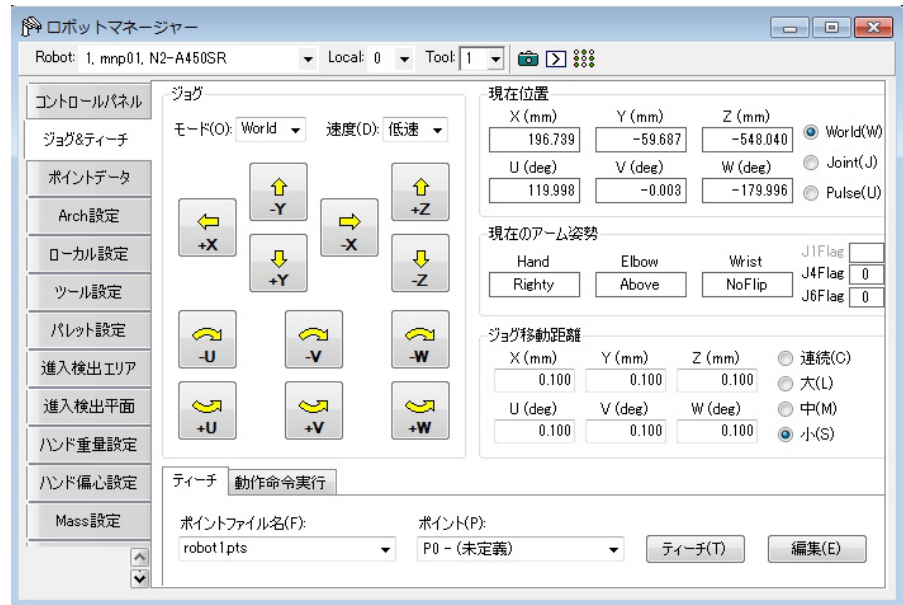 ロボットマネージャー
Robot: 1, mnp01, N2-A450SR Local: 0 Tool: 1
コントロールパネル
ジョグ&ティーチ
ポイントデータ
Arch設定
ローカル設定
ツール設定
パレット設定
進入検出エリア
進入検出平面
ハンド重量設定
ハンド偏心設定
Mass設定
ジョグ
モード(O): World 速度(D): 低速
-Y +Z
+X -X
+Y -Z
-U -V -W
+U +V +W
現在位置
X (mm) Y (mm) Z (mm)
196.739 -59.687 -548.040
U (deg) V (deg) W (deg)
119.998 -0.003 -179.996
World(W)
Joint(J)
Pulse(U)
現在のアーム姿勢
Hand Elbow Wrist
Righty Above NoFlip
J1Flag
J4Flag 0
J6Flag 0
ジョグ移動距離
X (mm) Y (mm) Z (mm)
0.100 0.100 0.100
U (deg) V (deg) W (deg)
0.100 0.100 0.100
連続(C)
大(L)
中(M)
小(S)
ティーチ 動作命令実行
ポイントファイル名(F): ポイント(P):
robot1.pts P0 - (未定義) ティーチ(T) 編集(E)